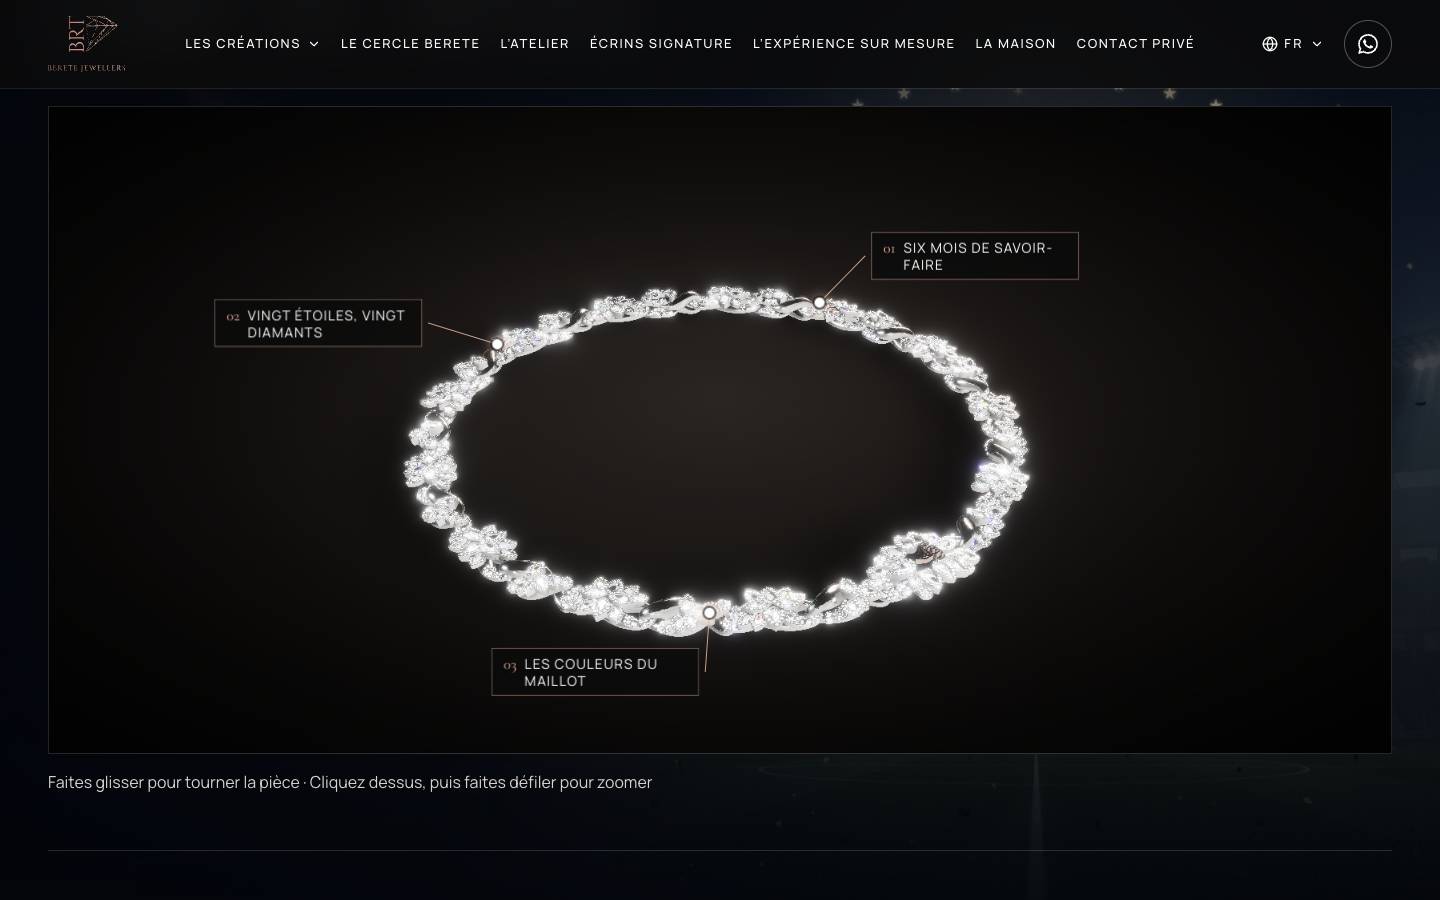 BRT
BERETE JEWELLERS
LES CRÉATIONS
LE CERCLE BERETE
L'ATELIER
ÉCRINS SIGNATURE
L'EXPÉRIENCE SUR MESURE
LA MAISON
CONTACT PRIVÉ
FR
01 SIX MOIS DE SAVOIR-
FAIRE
02 VINGT ÉTOILES, VINGT
DIAMANTS
03 LES COULEURS DU
MAILLOT
Faites glisser pour tourner la pièce · Cliquez dessus, puis faites défiler pour zoomer